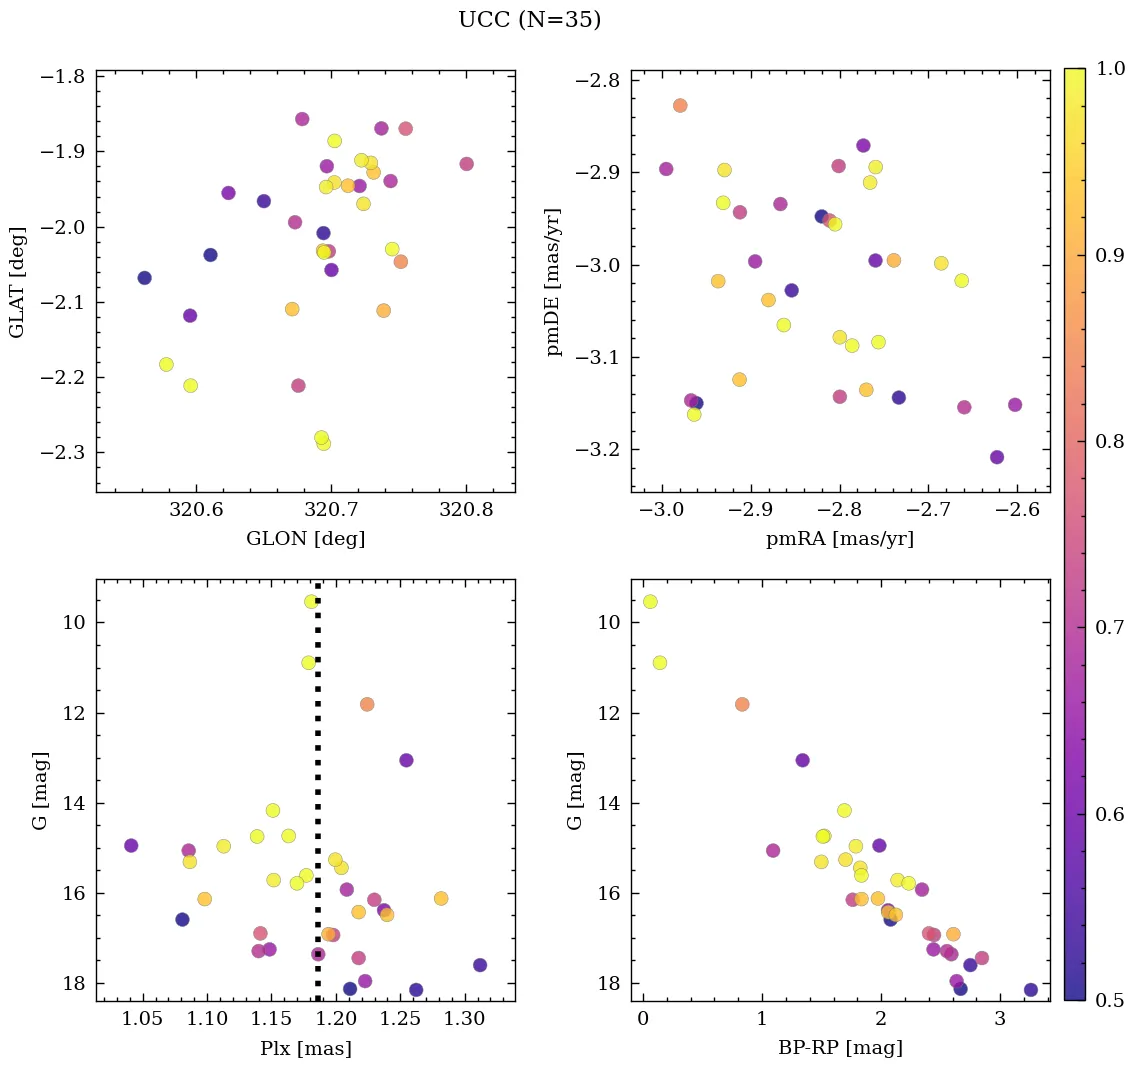 UCC (N=35)
−1.8
−1.9
−2.0
−2.1
−2.2
−2.3
GLAT [deg]
320.6 320.7 320.8
GLON [deg]
−2.8
−2.9
−3.0
−3.1
−3.2
pmDE [mas/yr]
−3.0 −2.9 −2.8 −2.7 −2.6
pmRA [mas/yr]
10
12
14
16
18
G [mag]
1.05 1.10 1.15 1.20 1.25 1.30
Plx [mas]
10
12
14
16
18
G [mag]
0 1 2 3
BP-RP [mag]
1.0
0.9
0.8
0.7
0.6
0.5